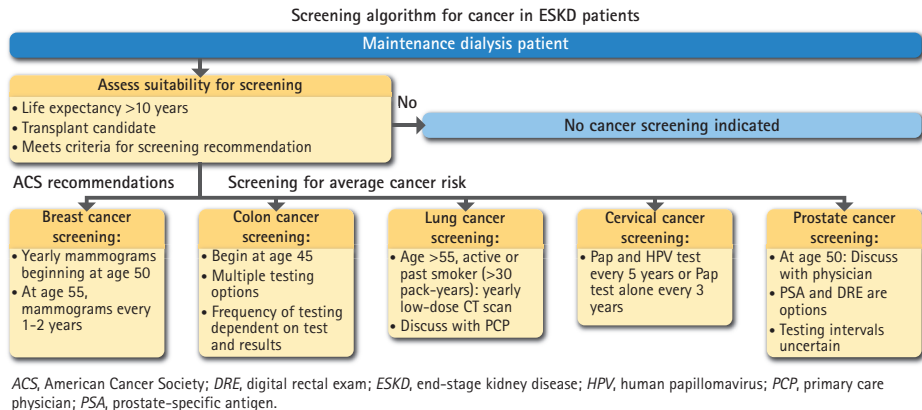 Screening algorithm for cancer in ESKD patients
Maintenance dialysis patient
Assess suitability for screening
• Life expectancy >10 years
• Transplant candidate
• Meets criteria for screening recommendation
No
No cancer screening indicated
ACS recommendations
Screening for average cancer risk
Breast cancer
screening:
• Yearly mammograms
beginning at age 50
• At age 55,
mammograms every
1-2 years
Colon cancer
screening:
• Begin at age 45
• Multiple testing
options
• Frequency of testing
dependent on test
and results
Lung cancer
screening:
• Age >55, active or
past smoker (>30
pack-years): yearly
low-dose CT scan
• Discuss with PCP
Cervical cancer
screening:
• Pap and HPV test
every 5 years or Pap
test alone every 3
years
Prostate cancer
screening:
• At age 50: Discuss
with physician
• PSA and DRE are
options
• Testing intervals
uncertain
ACS, American Cancer Society; DRE, digital rectal exam; ESKD, end-stage kidney disease; HPV, human papillomavirus; PCP, primary care
physician; PSA, prostate-specific antigen.